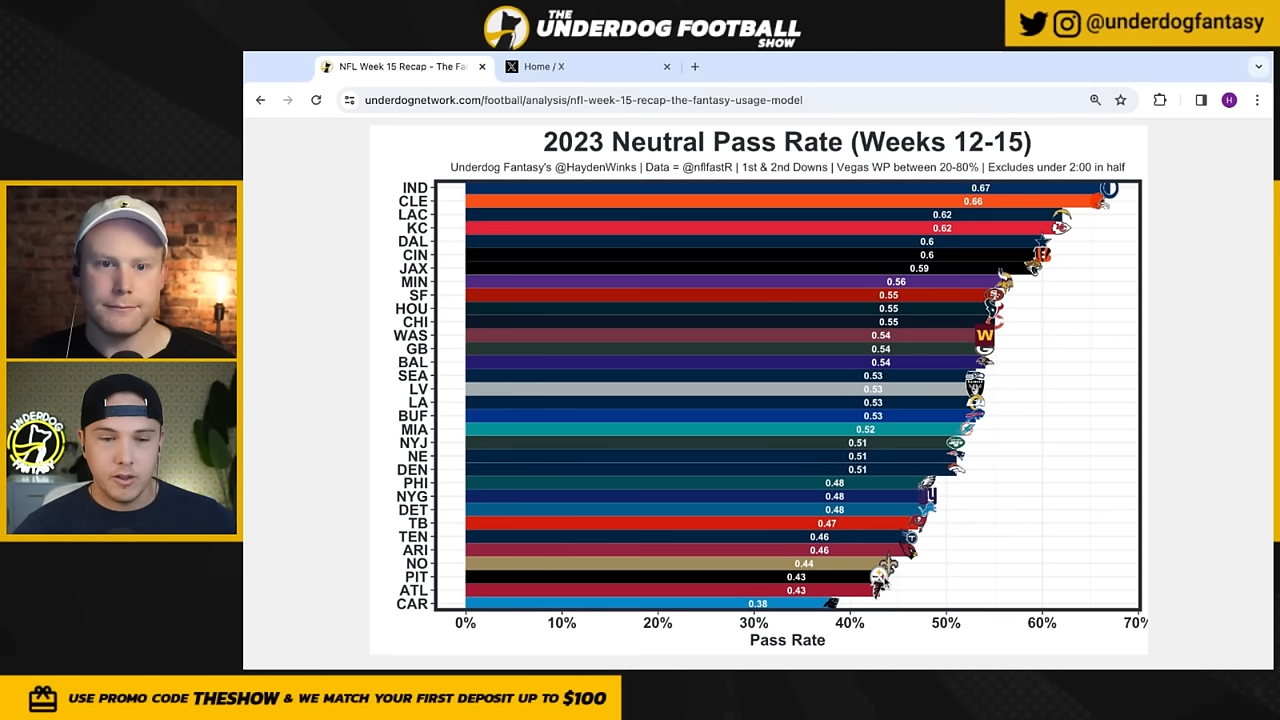 THE
UNDERDOG FOOTBALL
SHOW
@underdogfantasy
NFL Week 15 Recap - The Fa
Home / X
underdognetwork.com/football/analysis/nfl-week-15-recap-the-fantasy-usage-model
H
2023 Neutral Pass Rate (Weeks 12-15)
Underdog Fantasy's @HaydenWinks | Data = @nflfastR | 1st & 2nd Downs | Vegas WP between 20-80% | Excludes under 2:00 in half
IND 0.67
CLE 0.66
LAC 0.62
KC 0.62
DAL 0.6
CIN 0.6
JAX 0.59
MIN 0.56
SF 0.55
HOU 0.55
CHI 0.55
WAS 0.54 W
GB 0.54
BAL 0.54
SEA 0.53
LV 0.53
LA 0.53
BUF 0.53
MIA 0.52
NYJ 0.51
NE 0.51
DEN 0.51
PHI 0.48
NYG 0.48
DET 0.48
TB 0.47
TEN 0.46
ARI 0.46
NO 0.44
PIT 0.43
ATL 0.43
CAR 0.38
0% 10% 20% 30% 40% 50% 60% 70%
Pass Rate
UNDERDOG
FANTASY
USE PROMO CODE THESHOW & WE MATCH YOUR FIRST DEPOSIT UP TO $100